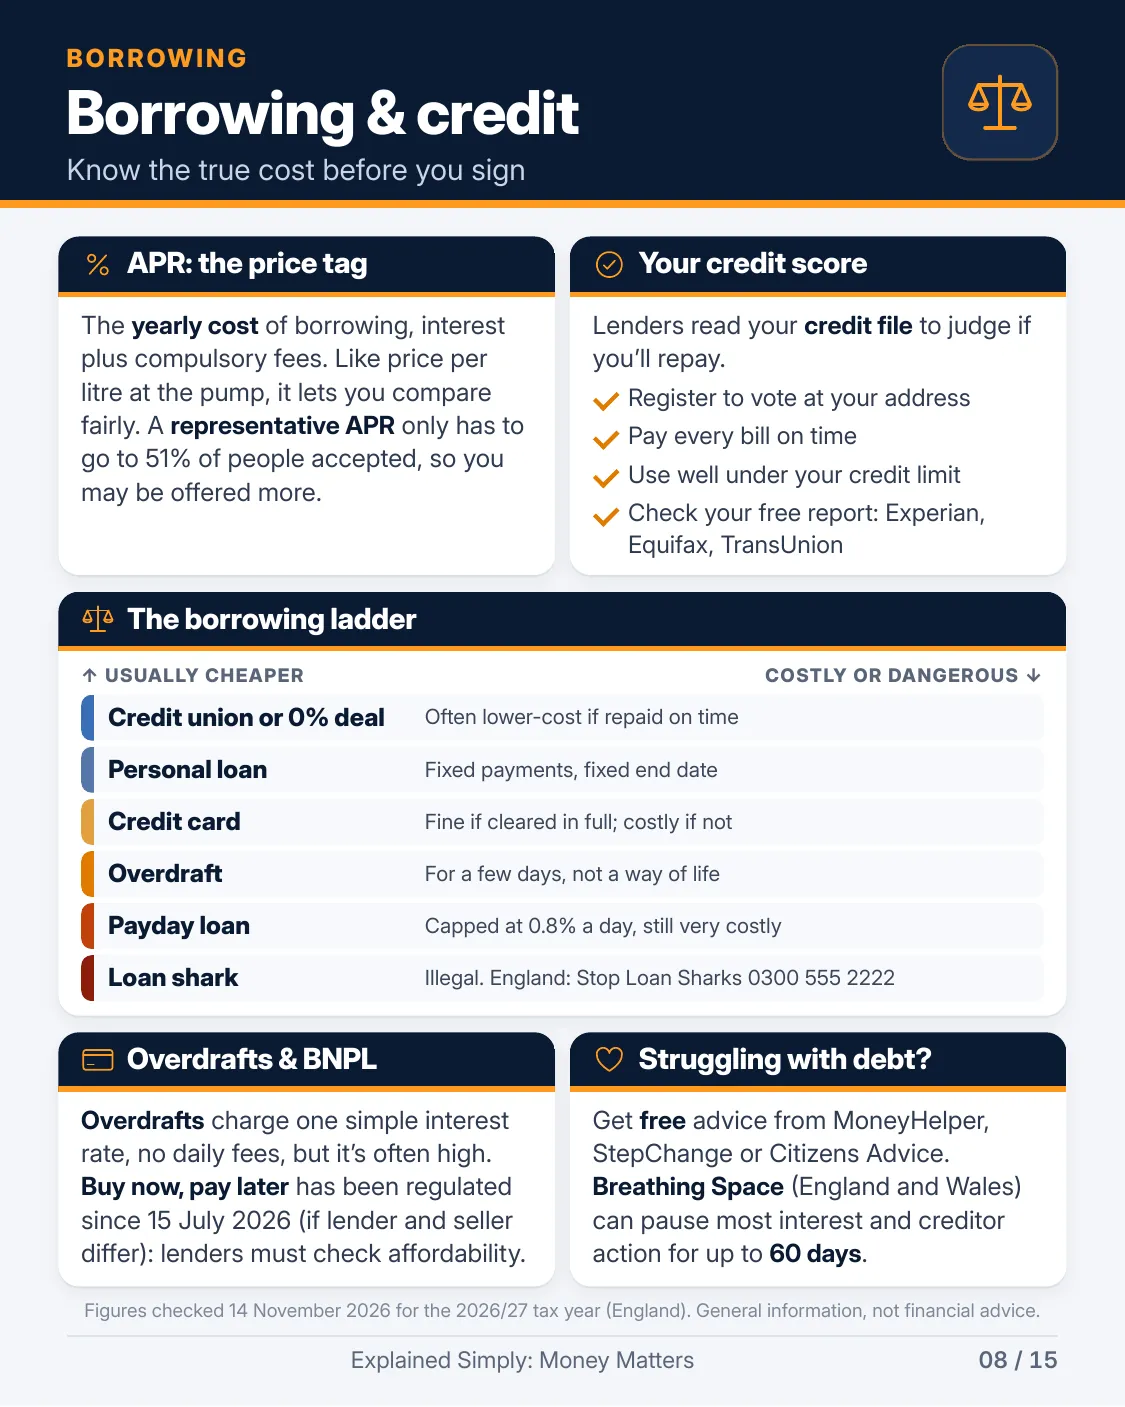 BORROWING
Borrowing & credit
Know the true cost before you sign
APR: the price tag
The yearly cost of borrowing, interest
plus compulsory fees. Like price per
litre at the pump, it lets you compare
fairly. A representative APR only has to
go to 51% of people accepted, so you
may be offered more.
Your credit score
Lenders read your credit file to judge if
you’ll repay.
Register to vote at your address
Pay every bill on time
Use well under your credit limit
Check your free report: Experian,
Equifax, TransUnion
The borrowing ladder
↑ USUALLY CHEAPER
COSTLY OR DANGEROUS ↓
Credit union or 0% deal
Often lower-cost if repaid on time
Personal loan
Fixed payments, fixed end date
Credit card
Fine if cleared in full; costly if not
Overdraft
For a few days, not a way of life
Payday loan
Capped at 0.8% a day, still very costly
Loan shark
Illegal. England: Stop Loan Sharks 0300 555 2222
Overdrafts & BNPL
Overdrafts charge one simple interest
rate, no daily fees, but it’s often high.
Buy now, pay later has been regulated
since 15 July 2026 (if lender and seller
differ): lenders must check affordability.
Struggling with debt?
Get free advice from MoneyHelper,
StepChange or Citizens Advice.
Breathing Space (England and Wales)
can pause most interest and creditor
action for up to 60 days.
Figures checked 14 November 2026 for the 2026/27 tax year (England). General information, not financial advice.
Explained Simply: Money Matters
08 / 15